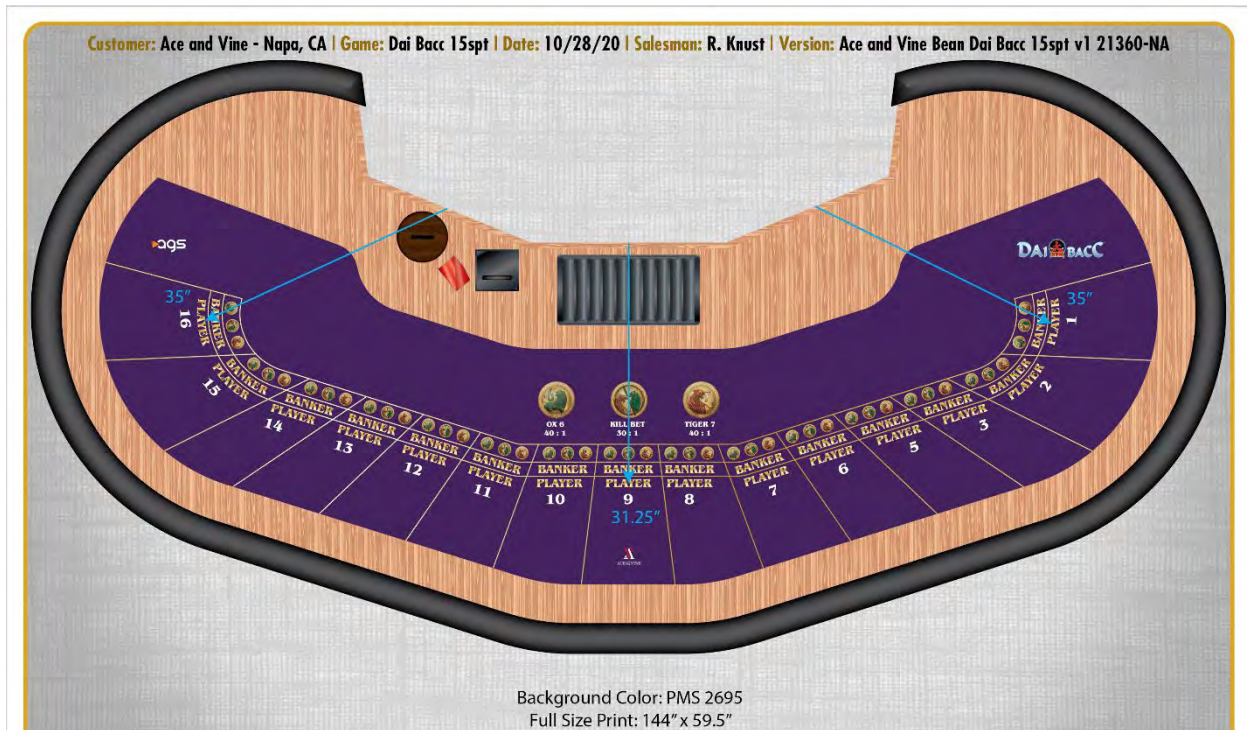 Customer: Ace and Vine - Napa, CA | Game: Dai Bacc 15spt | Date: 10/28/20 | Salesman: R. Knust | Version: Ace and Vine Bean Dai Bacc 15spt v1 21360-NA
ags
DAI BACC
35"
BANKER
PLAYER
16
35"
BANKER
PLAYER
1
15
BANKER
PLAYER
14
BANKER
PLAYER
13
BANKER
PLAYER
12
BANKER
PLAYER
11
OX 6
40 : 1
KILL BET
30 : 1
TIGER 7
40 : 1
BANKER
PLAYER
10
BANKER
PLAYER
9
BANKER
PLAYER
8
BANKER
PLAYER
7
BANKER
PLAYER
6
BANKER
PLAYER
5
BANKER
PLAYER
3
PLAYER
2
31.25"
ACE & VINE
Background Color: PMS 2695
Full Size Print: 144" x 59.5"